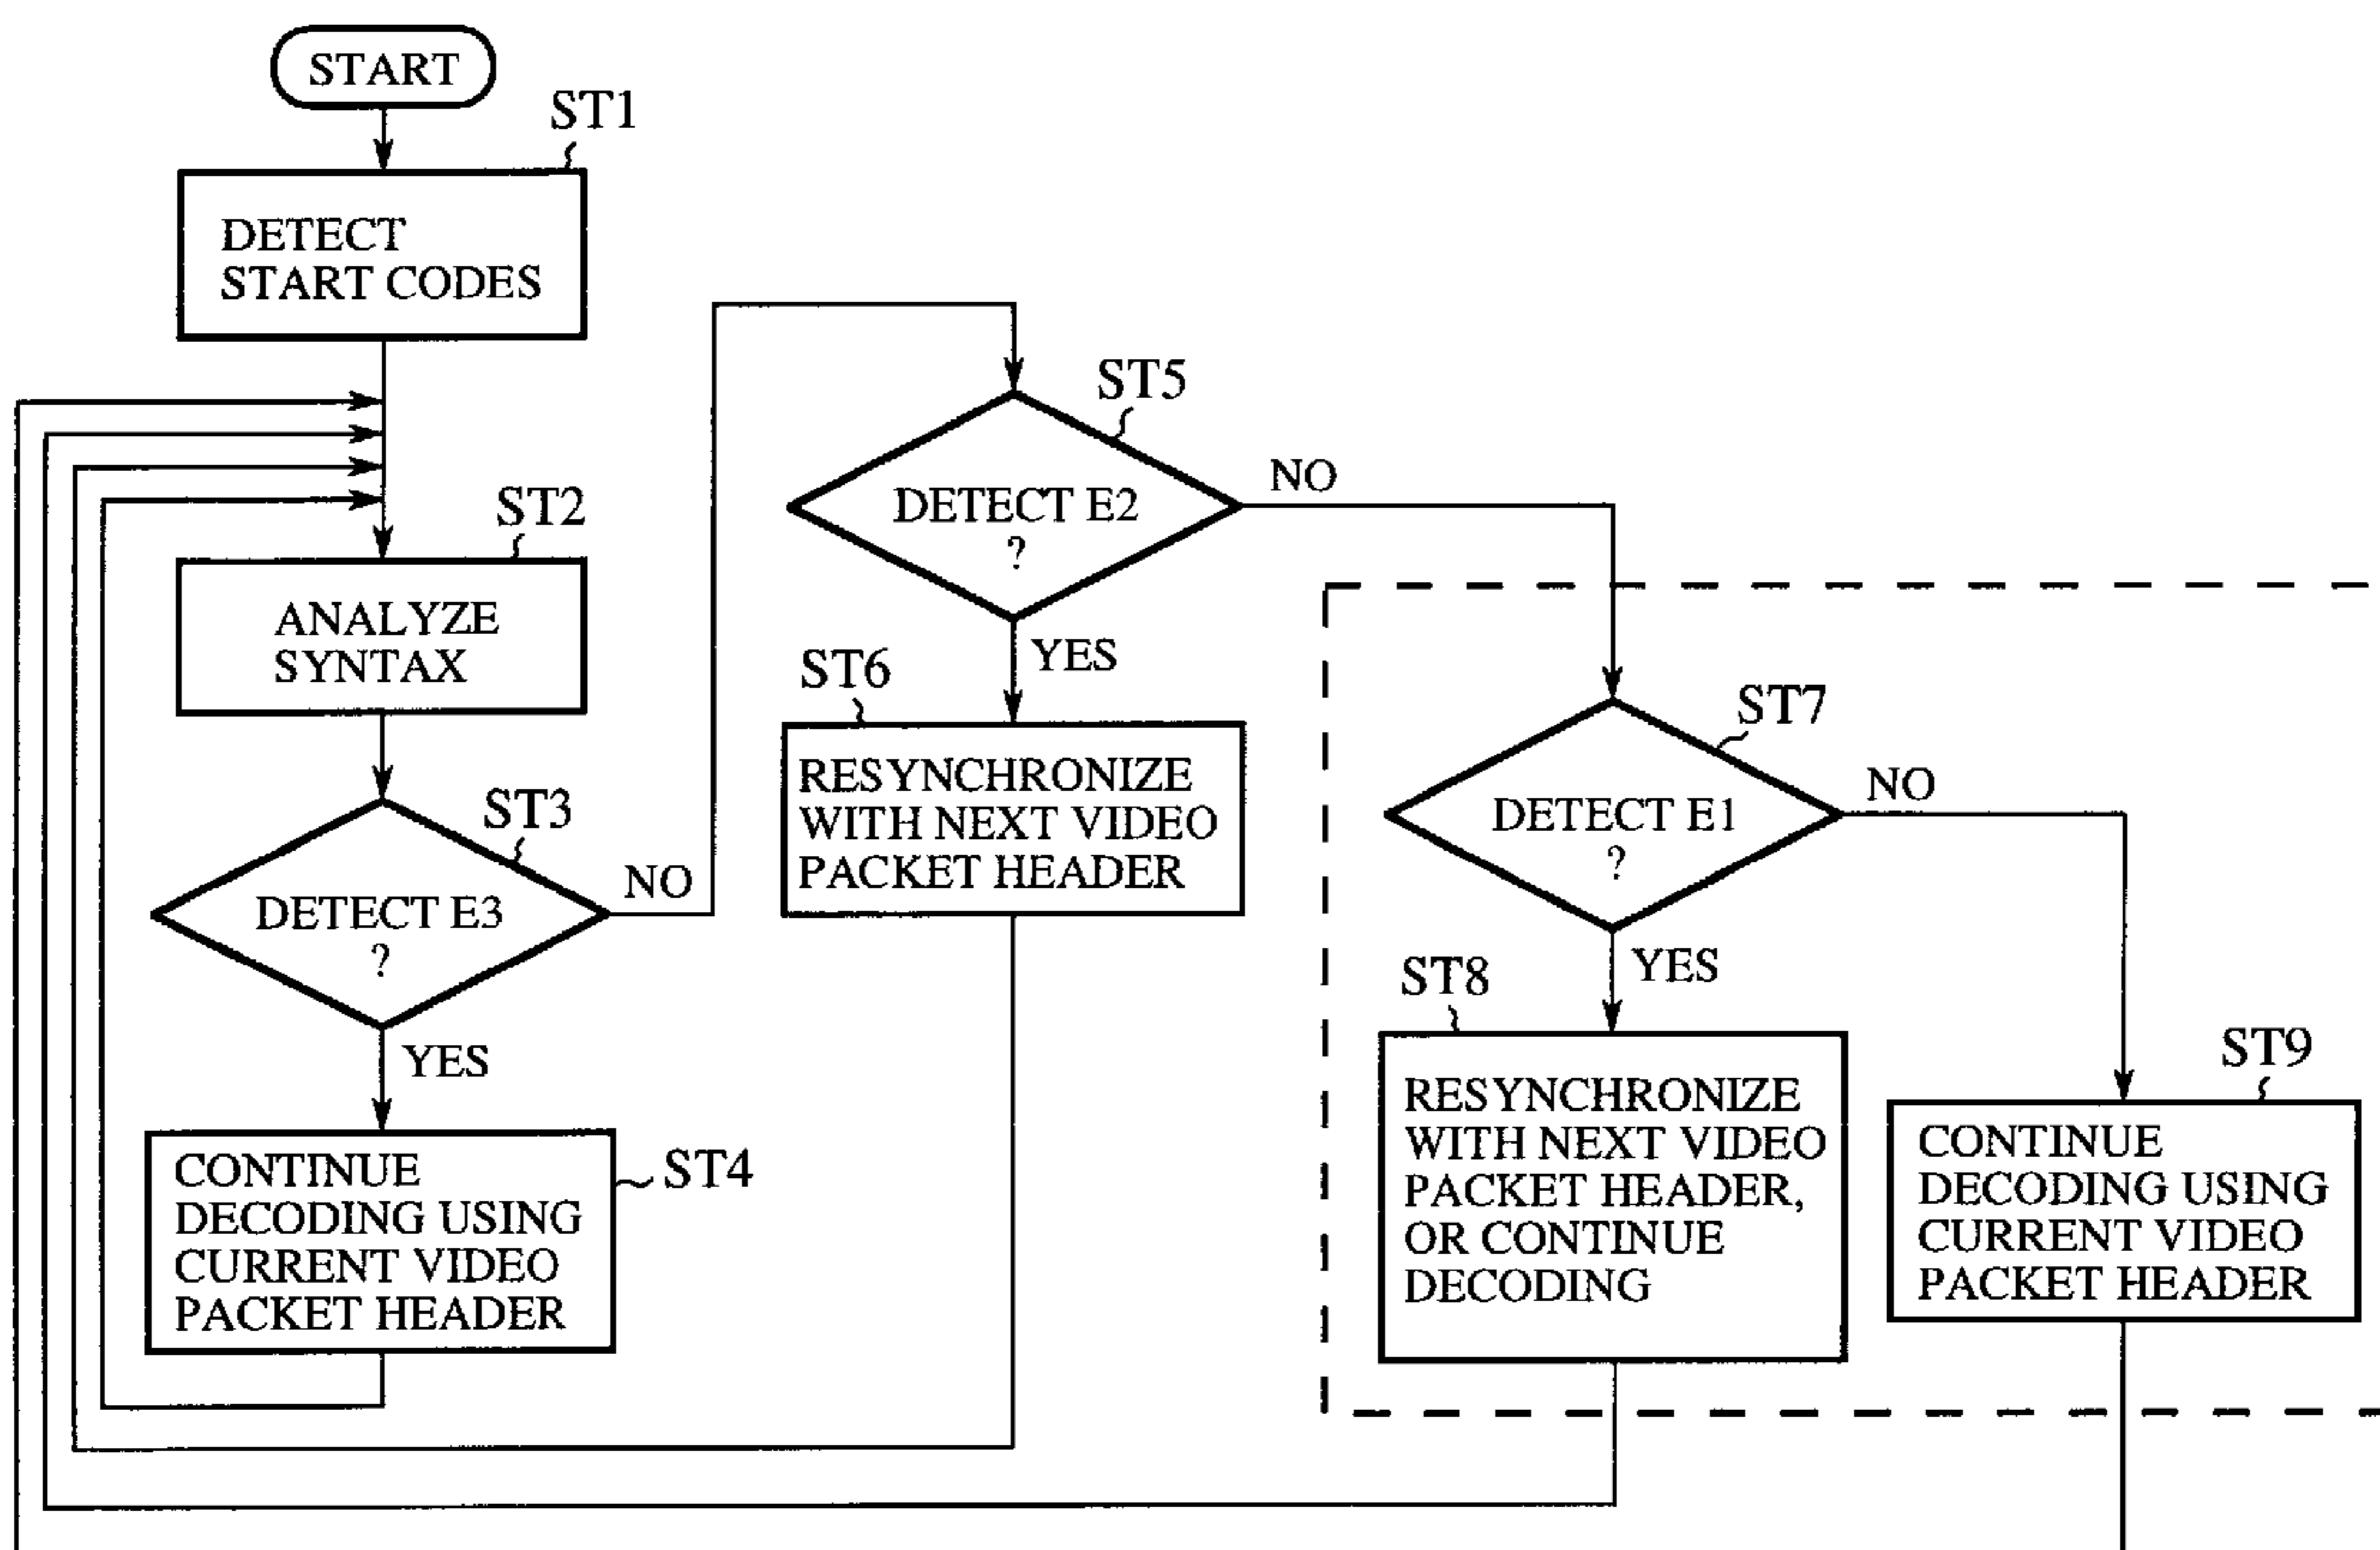 START
ST1
DETECT
START CODES
ST2
ANALYZE
SYNTAX
ST3
DETECT E3
?
NO
YES
ST4
CONTINUE
DECODING USING
CURRENT VIDEO
PACKET HEADER
ST5
DETECT E2
?
NO
YES
ST6
RESYNCHRONIZE
WITH NEXT VIDEO
PACKET HEADER
ST7
DETECT E1
?
NO
YES
ST8
RESYNCHRONIZE
WITH NEXT VIDEO
PACKET HEADER,
OR CONTINUE
DECODING
ST9
CONTINUE
DECODING USING
CURRENT VIDEO
PACKET HEADER